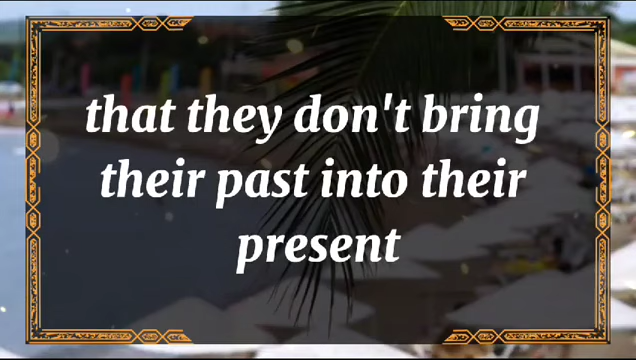 that they don't bring
their past into their
present